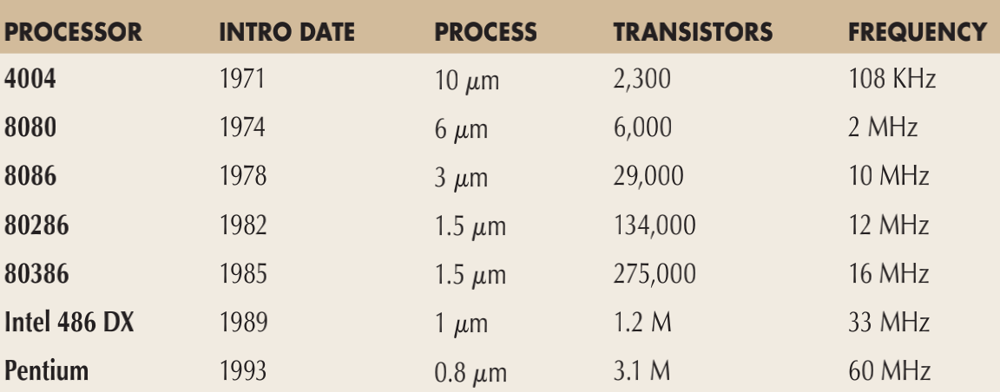 PROCESSOR INTRO DATE PROCESS TRANSISTORS FREQUENCY
4004 1971 10 μm 2,300 108 KHz
8080 1974 6 μm 6,000 2 MHz
8086 1978 3 μm 29,000 10 MHz
80286 1982 1.5 μm 134,000 12 MHz
80386 1985 1.5 μm 275,000 16 MHz
Intel 486 DX 1989 1 μm 1.2 M 33 MHz
Pentium 1993 0.8 μm 3.1 M 60 MHz